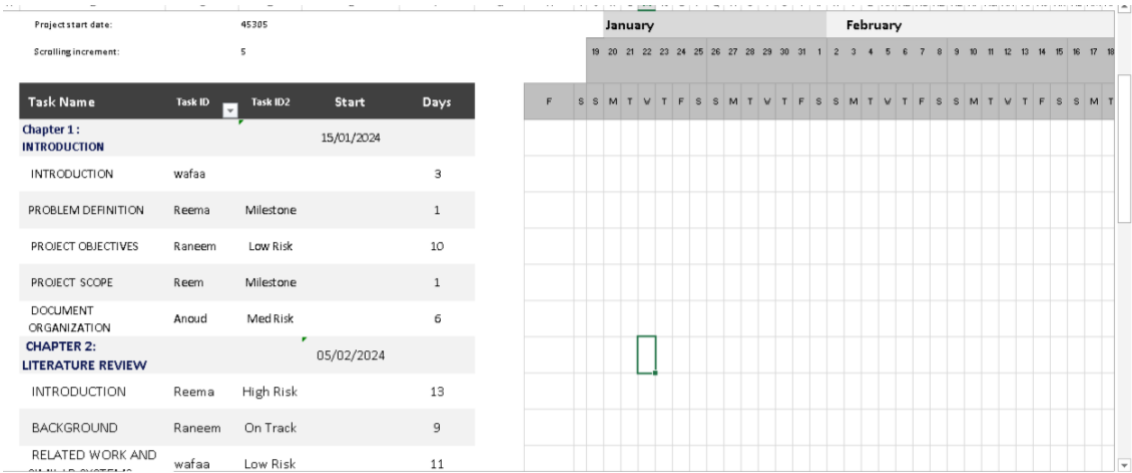 Project start date: 45305
January February
Scrolling increment: 5
19 20 21 22 23 24 25 26 27 28 29 30 31 1 2 3 4 5 6 7 8 9 10 11 12 13 14 15 16 17 18
Task Name Task ID Task ID2 Start Days
F S S M T W T F S S M T W T F S S M T W T F S S M T W T F S S M T
Chapter 1 :
INTRODUCTION 15/01/2024
INTRODUCTION wafaa 3
PROBLEM DEFINITION Reema Milestone 1
PROJECT OBJECTIVES Raneem Low Risk 10
PROJECT SCOPE Reem Milestone 1
DOCUMENT
ORGANIZATION Anoud Med Risk 6
CHAPTER 2:
LITERATURE REVIEW 05/02/2024
INTRODUCTION Reema High Risk 13
BACKGROUND Raneem On Track 9
RELATED WORK AND
wafaa Low Risk 11